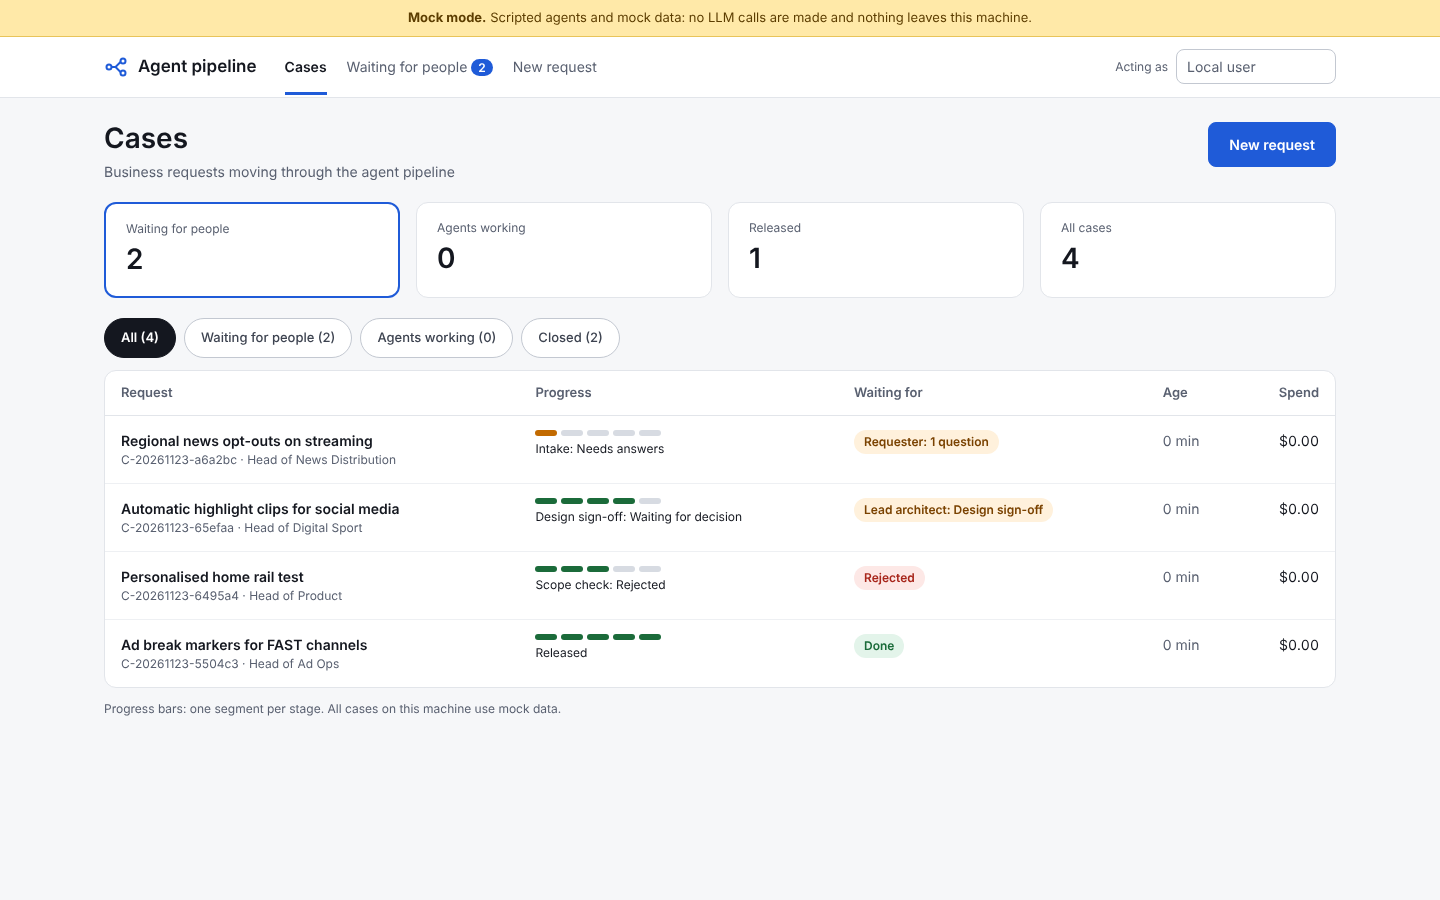 Mock mode. Scripted agents and mock data: no LLM calls are made and nothing leaves this machine.
Agent pipeline
Cases
Waiting for people 2
New request
Acting as
Local user
Cases
Business requests moving through the agent pipeline
New request
Waiting for people
2
Agents working
0
Released
1
All cases
4
All (4)
Waiting for people (2)
Agents working (0)
Closed (2)
Request Progress Waiting for Age Spend
Regional news opt-outs on streaming
C-20261123-a6a2bc · Head of News Distribution
Intake: Needs answers
Requester: 1 question
0 min
$0.00
Automatic highlight clips for social media
C-20261123-65efaa · Head of Digital Sport
Design sign-off: Waiting for decision
Lead architect: Design sign-off
0 min
$0.00
Personalised home rail test
C-20261123-6495a4 · Head of Product
Scope check: Rejected
Rejected
0 min
$0.00
Ad break markers for FAST channels
C-20261123-5504c3 · Head of Ad Ops
Released
Done
0 min
$0.00
Progress bars: one segment per stage. All cases on this machine use mock data.